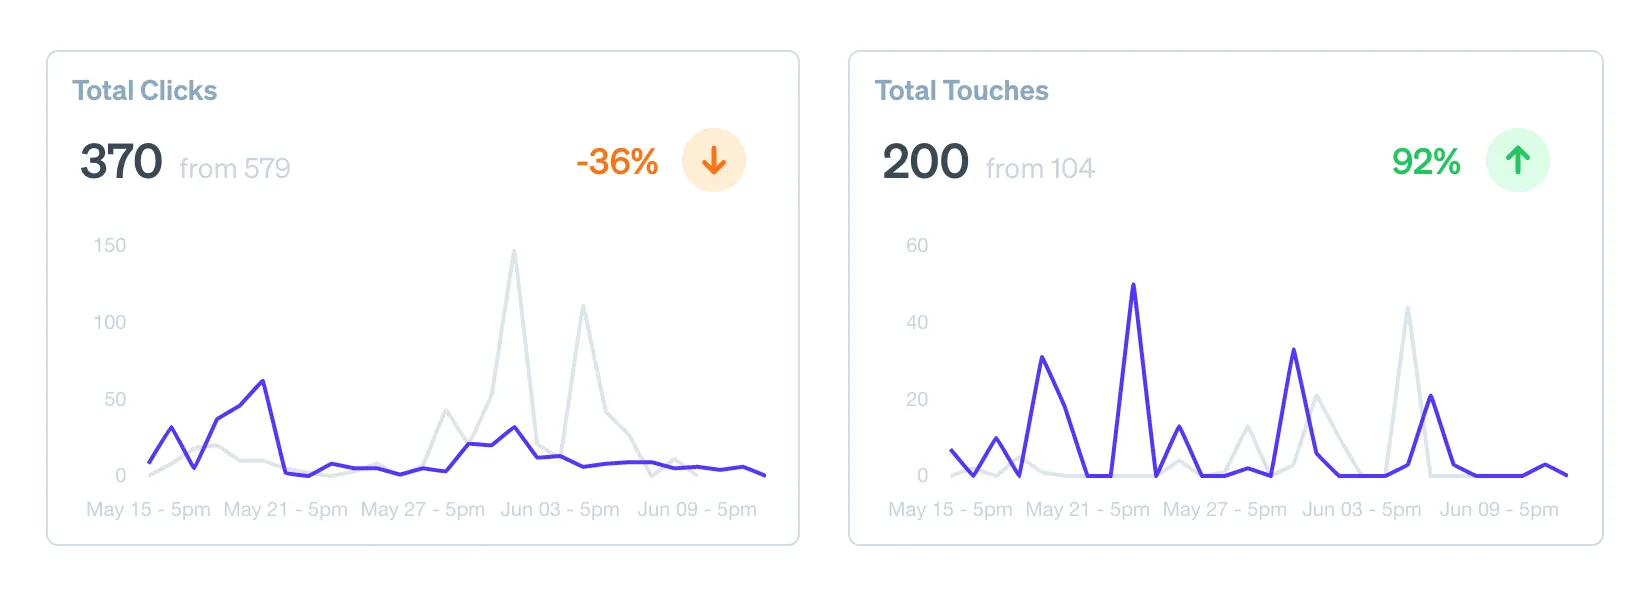 Total Clicks
370 from 579
-36%
150
100
50
0
May 15 - 5pm May 21 - 5pm May 27 - 5pm Jun 03 - 5pm Jun 09 - 5pm
Total Touches
200 from 104
92%
60
40
20
0
May 15 - 5pm May 21 - 5pm May 27 - 5pm Jun 03 - 5pm Jun 09 - 5pm